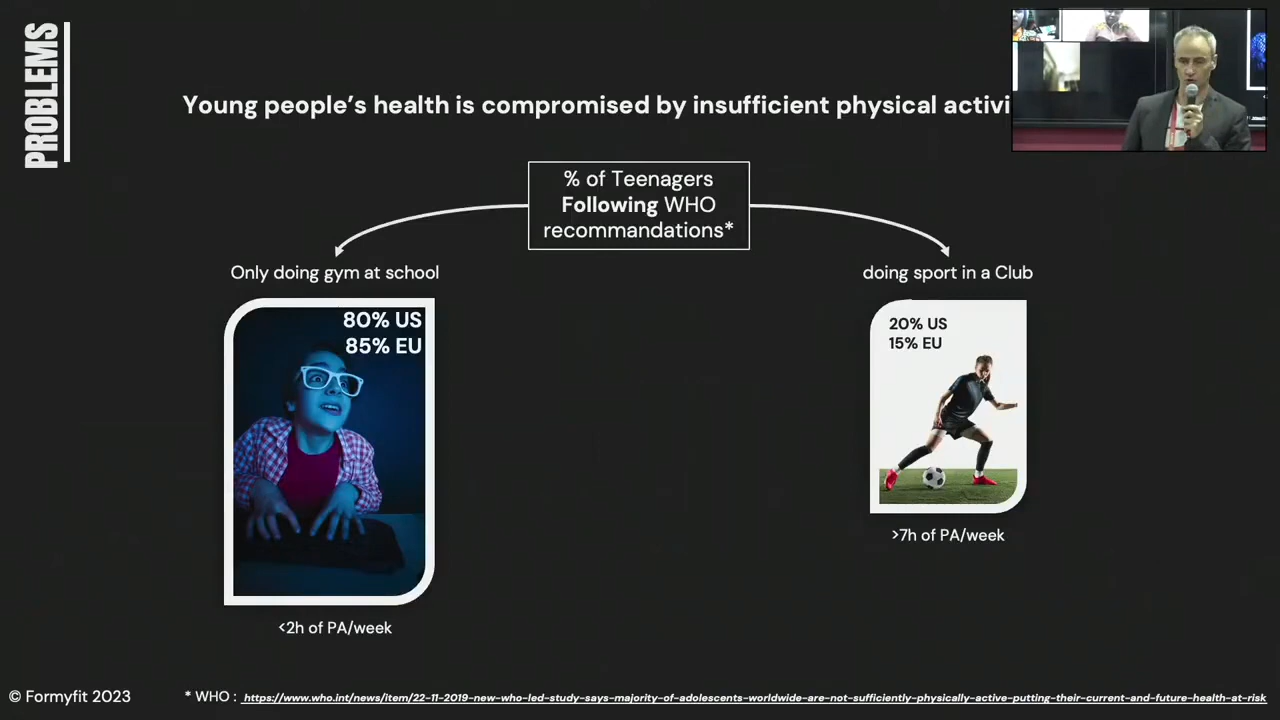 PROBLEMS
Young people's health is compromised by insufficient physical activi
% of Teenagers
Following WHO
recommandations*
Only doing gym at school
doing sport in a Club
80% US
85% EU
20% US
15% EU
>7h of PA/week
<2h of PA/week
© Formyfit 2023
* WHO : https://www.who.int/news/item/22-11-2019-new-who-led-study-says-majority-of-adolescents-worldwide-are-not-sufficiently-physically-active-putting-their-current-and-future-health-at-risk